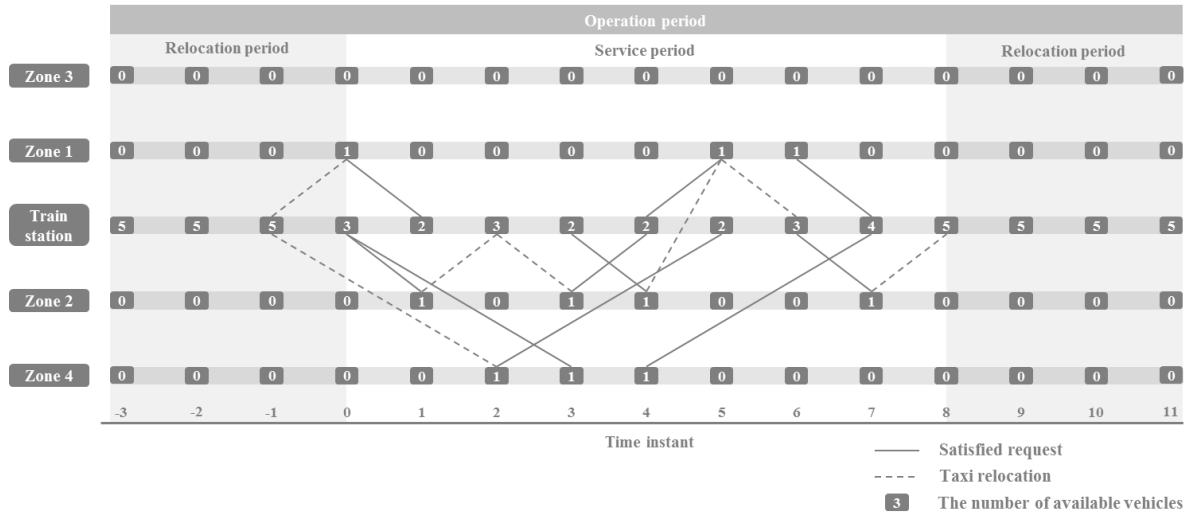 Operation period
Relocation period Service period Relocation period
Zone 3 0 0 0 0 0 0 0 0 0 0 0 0 0 0 0
Zone 1 0 0 0 1 0 0 0 0 1 1 0 0 0 0 0
Train station 5 5 5 3 2 3 2 2 2 3 4 5 5 5 5
Zone 2 0 0 0 0 1 0 1 1 0 0 1 0 0 0 0
Zone 4 0 0 0 0 0 1 1 1 0 0 0 0 0 0 0
-3 -2 -1 0 1 2 3 4 5 6 7 8 9 10 11
Time instant
Satisfied request
Taxi relocation
3 The number of available vehicles